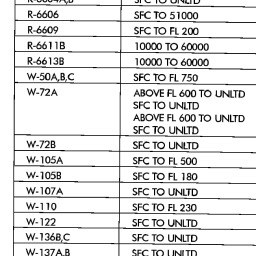 R-6604A,B SFC TO UNLTD
R-6606 SFC TO 51000
R-6609 SFC TO FL 200
R-6611B 10000 TO 60000
R-6613B 10000 TO 60000
W-50A,B,C SFC TO FL 750
W-72A ABOVE FL 600 TO UNLTD
SFC TO UNLTD
ABOVE FL 600 TO UNLTD
SFC TO UNLTD
W-72B SFC TO UNLTD
W-105A SFC TO FL 500
W-105B SFC TO FL 180
W-107A SFC TO UNLTD
W-110 SFC TO FL 230
W-122 SFC TO UNLTD
W-136B,C SFC TO UNLTD
W-137A,B SFC TO UNLTD